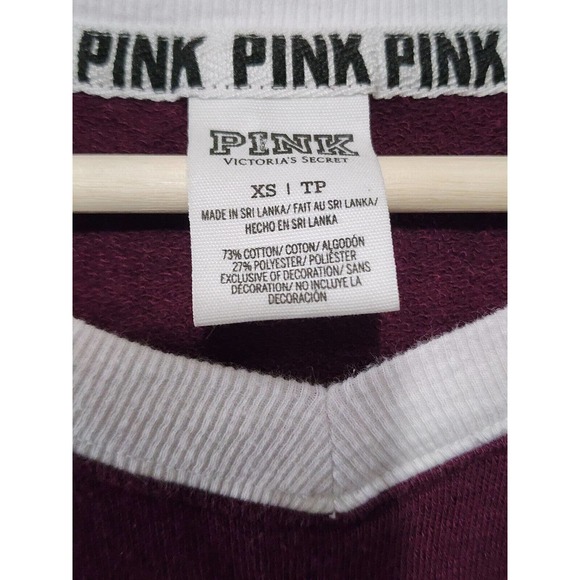 PINK PINK PINK
PINK
VICTORIA'S SECRET
XS | TP
MADE IN SRI LANKA/ FAIT AU SRI LANKA/
HECHO EN SRI LANKA
73% COTTON/ COTON/ ALGODÓN
27% POLYESTER/ POLIÉSTER
EXCLUSIVE OF DECORATION/ SANS
DÉCORATION/ NO INCLUYE LA
DECORACIÓN